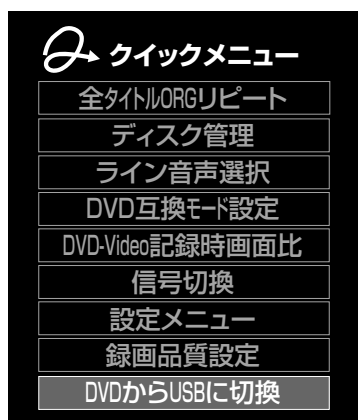 クイックメニュー
全タイトルORGリピート
ディスク管理
ライン音声選択
DVD互換モード設定
DVD-Video記録時画面比
信号切換
設定メニュー
録画品質設定
DVDからUSBに切換